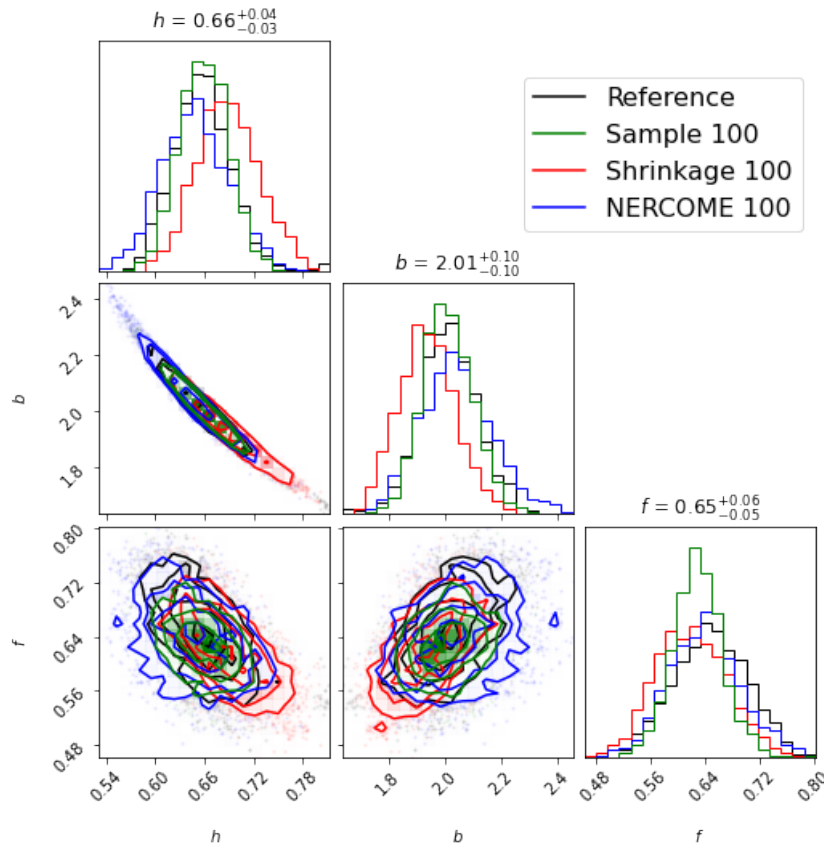 h = 0.66^{+0.04}_{-0.03}
Reference
Sample 100
Shrinkage 100
NERCOME 100
b = 2.01^{+0.10}_{-0.10}
2.4
2.2
2.0
1.8
b
f = 0.65^{+0.06}_{-0.05}
0.80
0.72
0.64
0.56
0.48
f
0.54 0.60 0.66 0.72 0.78
1.8 2.0 2.2 2.4
0.48 0.56 0.64 0.72 0.80
h b f